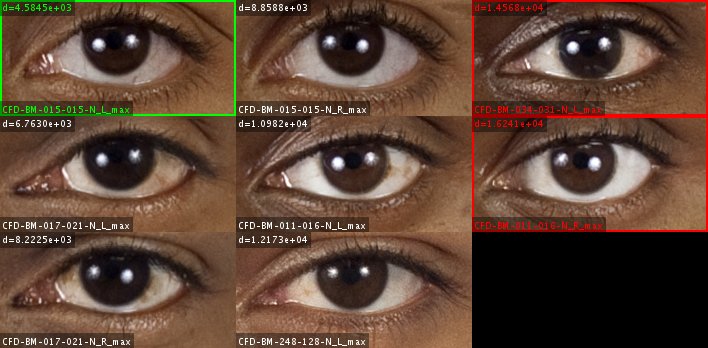 d=4.5845e+03
CFD-BM-015-015-N_L_max
d=8.8588e+03
CFD-BM-015-015-N_R_max
d=1.4568e+04
CFD-BM-034-031-N_L_max
d=6.7630e+03
CFD-BM-017-021-N_L_max
d=1.0982e+04
CFD-BM-011-016-N_L_max
d=1.6241e+04
CFD-BM-011-016-N_R_max
d=8.2225e+03
CFD-BM-017-021-N_R_max
d=1.2173e+04
CFD-BM-248-128-N_L_max